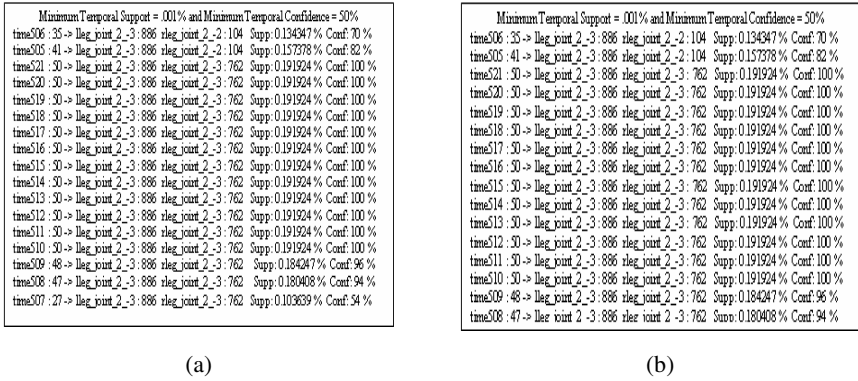 Minimum Temporal Support = .001% and Minimum Temporal Confidence = 50%
time506 : 35 -> lleg_joint_2_-3 : 886 rleg_joint_2_-2 : 104 Supp: 0.134347 % Conf: 70 %
time505 : 41 -> lleg_joint_2_-3 : 886 rleg_joint_2_-2 : 104 Supp: 0.157378 % Conf: 82 %
time521 : 50 -> lleg_joint_2_-3 : 886 rleg_joint_2_-3 : 762 Supp: 0.191924 % Conf: 100 %
time520 : 50 -> lleg_joint_2_-3 : 886 rleg_joint_2_-3 : 762 Supp: 0.191924 % Conf: 100 %
time519 : 50 -> lleg_joint_2_-3 : 886 rleg_joint_2_-3 : 762 Supp: 0.191924 % Conf: 100 %
time518 : 50 -> lleg_joint_2_-3 : 886 rleg_joint_2_-3 : 762 Supp: 0.191924 % Conf: 100 %
time517 : 50 -> lleg_joint_2_-3 : 886 rleg_joint_2_-3 : 762 Supp: 0.191924 % Conf: 100 %
time516 : 50 -> lleg_joint_2_-3 : 886 rleg_joint_2_-3 : 762 Supp: 0.191924 % Conf: 100 %
time515 : 50 -> lleg_joint_2_-3 : 886 rleg_joint_2_-3 : 762 Supp: 0.191924 % Conf: 100 %
time514 : 50 -> lleg_joint_2_-3 : 886 rleg_joint_2_-3 : 762 Supp: 0.191924 % Conf: 100 %
time513 : 50 -> lleg_joint_2_-3 : 886 rleg_joint_2_-3 : 762 Supp: 0.191924 % Conf: 100 %
time512 : 50 -> lleg_joint_2_-3 : 886 rleg_joint_2_-3 : 762 Supp: 0.191924 % Conf: 100 %
time511 : 50 -> lleg_joint_2_-3 : 886 rleg_joint_2_-3 : 762 Supp: 0.191924 % Conf: 100 %
time510 : 50 -> lleg_joint_2_-3 : 886 rleg_joint_2_-3 : 762 Supp: 0.191924 % Conf: 100 %
time509 : 48 -> lleg_joint_2_-3 : 886 rleg_joint_2_-3 : 762 Supp: 0.184247 % Conf: 96 %
time508 : 47 -> lleg_joint_2_-3 : 886 rleg_joint_2_-3 : 762 Supp: 0.180408 % Conf: 94 %
time507 : 27 -> lleg_joint_2_-3 : 886 rleg_joint_2_-3 : 762 Supp: 0.103639 % Conf: 54 %
(a)
Minimum Temporal Support = .001% and Minimum Temporal Confidence = 50%
time506 : 35 -> lleg_joint_2_-3 : 886 rleg_joint_2_-2 : 104 Supp: 0.134347 % Conf: 70 %
time505 : 41 -> lleg_joint_2_-3 : 886 rleg_joint_2_-2 : 104 Supp: 0.157378 % Conf: 82 %
time521 : 50 -> lleg_joint_2_-3 : 886 rleg_joint_2_-3 : 762 Supp: 0.191924 % Conf: 100 %
time520 : 50 -> lleg_joint_2_-3 : 886 rleg_joint_2_-3 : 762 Supp: 0.191924 % Conf: 100 %
time519 : 50 -> lleg_joint_2_-3 : 886 rleg_joint_2_-3 : 762 Supp: 0.191924 % Conf: 100 %
time518 : 50 -> lleg_joint_2_-3 : 886 rleg_joint_2_-3 : 762 Supp: 0.191924 % Conf: 100 %
time517 : 50 -> lleg_joint_2_-3 : 886 rleg_joint_2_-3 : 762 Supp: 0.191924 % Conf: 100 %
time516 : 50 -> lleg_joint_2_-3 : 886 rleg_joint_2_-3 : 762 Supp: 0.191924 % Conf: 100 %
time515 : 50 -> lleg_joint_2_-3 : 886 rleg_joint_2_-3 : 762 Supp: 0.191924 % Conf: 100 %
time514 : 50 -> lleg_joint_2_-3 : 886 rleg_joint_2_-3 : 762 Supp: 0.191924 % Conf: 100 %
time513 : 50 -> lleg_joint_2_-3 : 886 rleg_joint_2_-3 : 762 Supp: 0.191924 % Conf: 100 %
time512 : 50 -> lleg_joint_2_-3 : 886 rleg_joint_2_-3 : 762 Supp: 0.191924 % Conf: 100 %
time511 : 50 -> lleg_joint_2_-3 : 886 rleg_joint_2_-3 : 762 Supp: 0.191924 % Conf: 100 %
time510 : 50 -> lleg_joint_2_-3 : 886 rleg_joint_2_-3 : 762 Supp: 0.191924 % Conf: 100 %
time509 : 48 -> lleg_joint_2_-3 : 886 rleg_joint_2_-3 : 762 Supp: 0.184247 % Conf: 96 %
time508 : 47 -> lleg_joint_2_-3 : 886 rleg_joint_2_-3 : 762 Supp: 0.180408 % Conf: 94 %
(b)